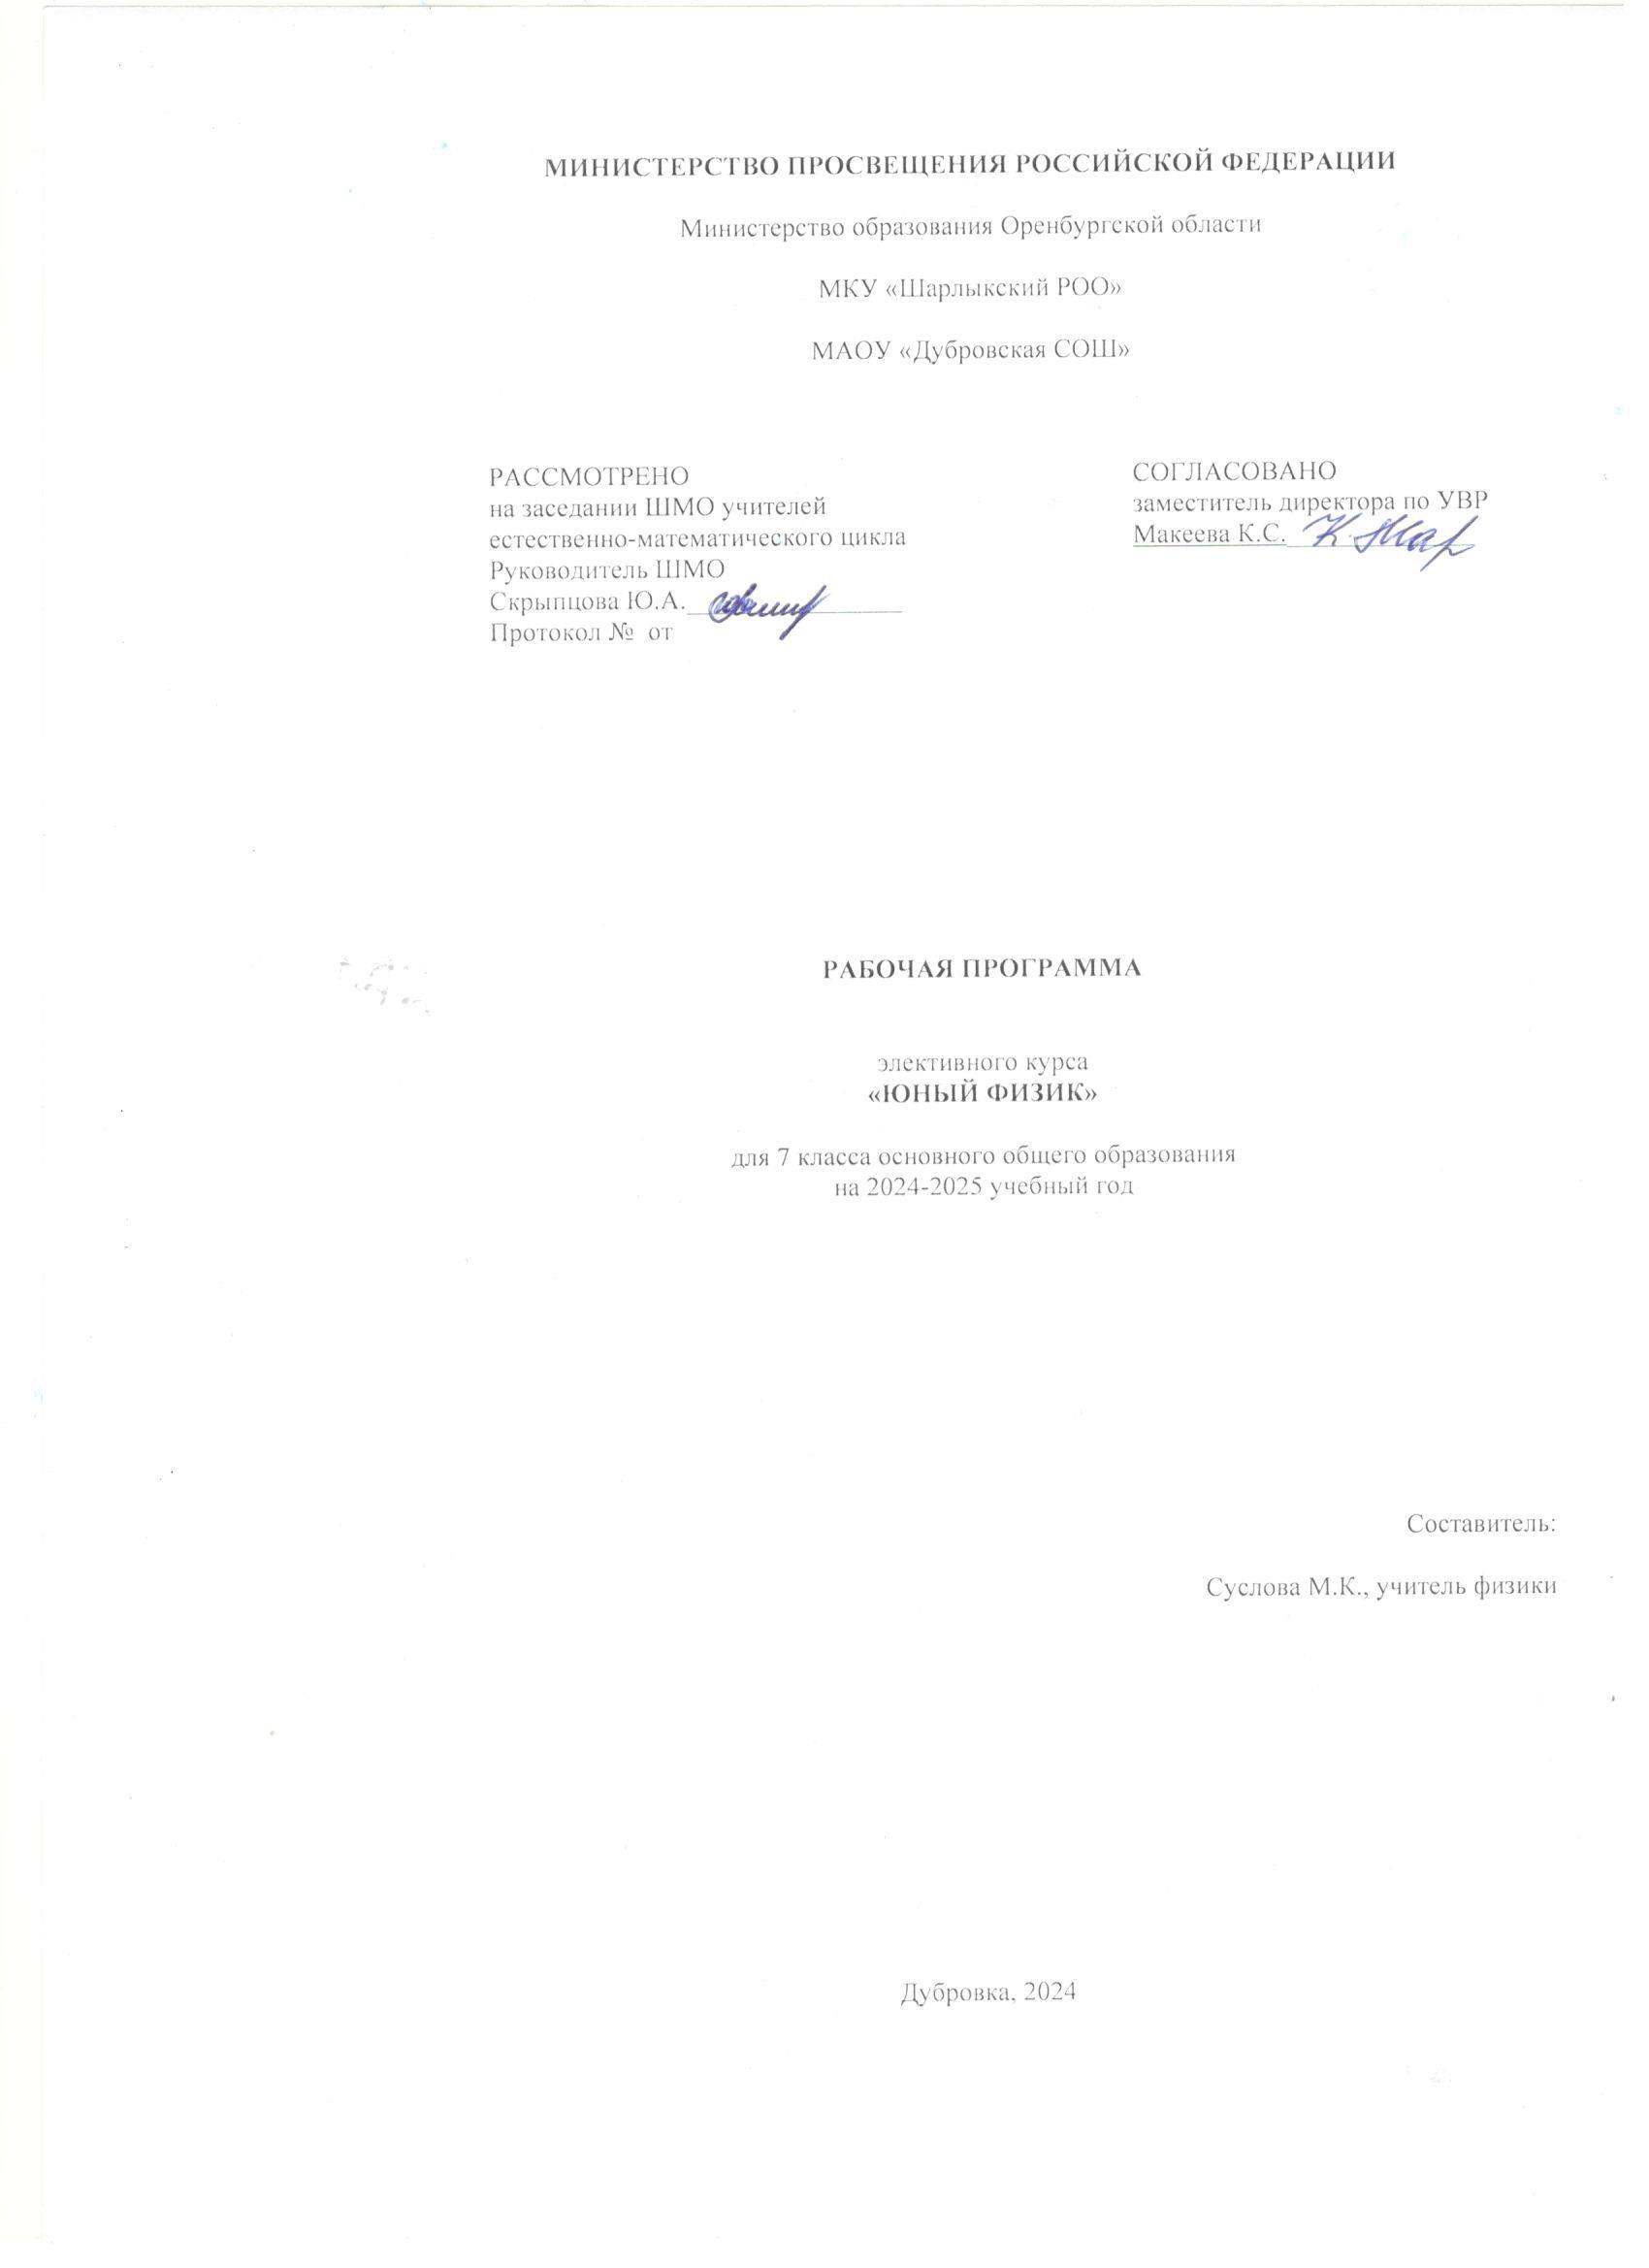 МИНИСТЕРСТВО ПРОСВЕЩЕНИЯ РОССИЙСКОЙ ФЕДЕРАЦИИ
Министерство образования Оренбургской области
МКУ «Шарлыкский РОО»
МАОУ «Дубровская СОШ»
РАССМОТРЕНО
на заседании ШМО учителей
естественно-математического цикла
Руководитель ШМО
Скрыпцова Ю.А.
Протокол № от
СОГЛАСОВАНО
заместитель директора по УВР
Макеева К.С.
РАБОЧАЯ ПРОГРАММА
элективного курса
«ЮНЫЙ ФИЗИК»
для 7 класса основного общего образования
на 2024-2025 учебный год
Составитель:
Суслова М.К., учитель физики
Дубровка, 2024